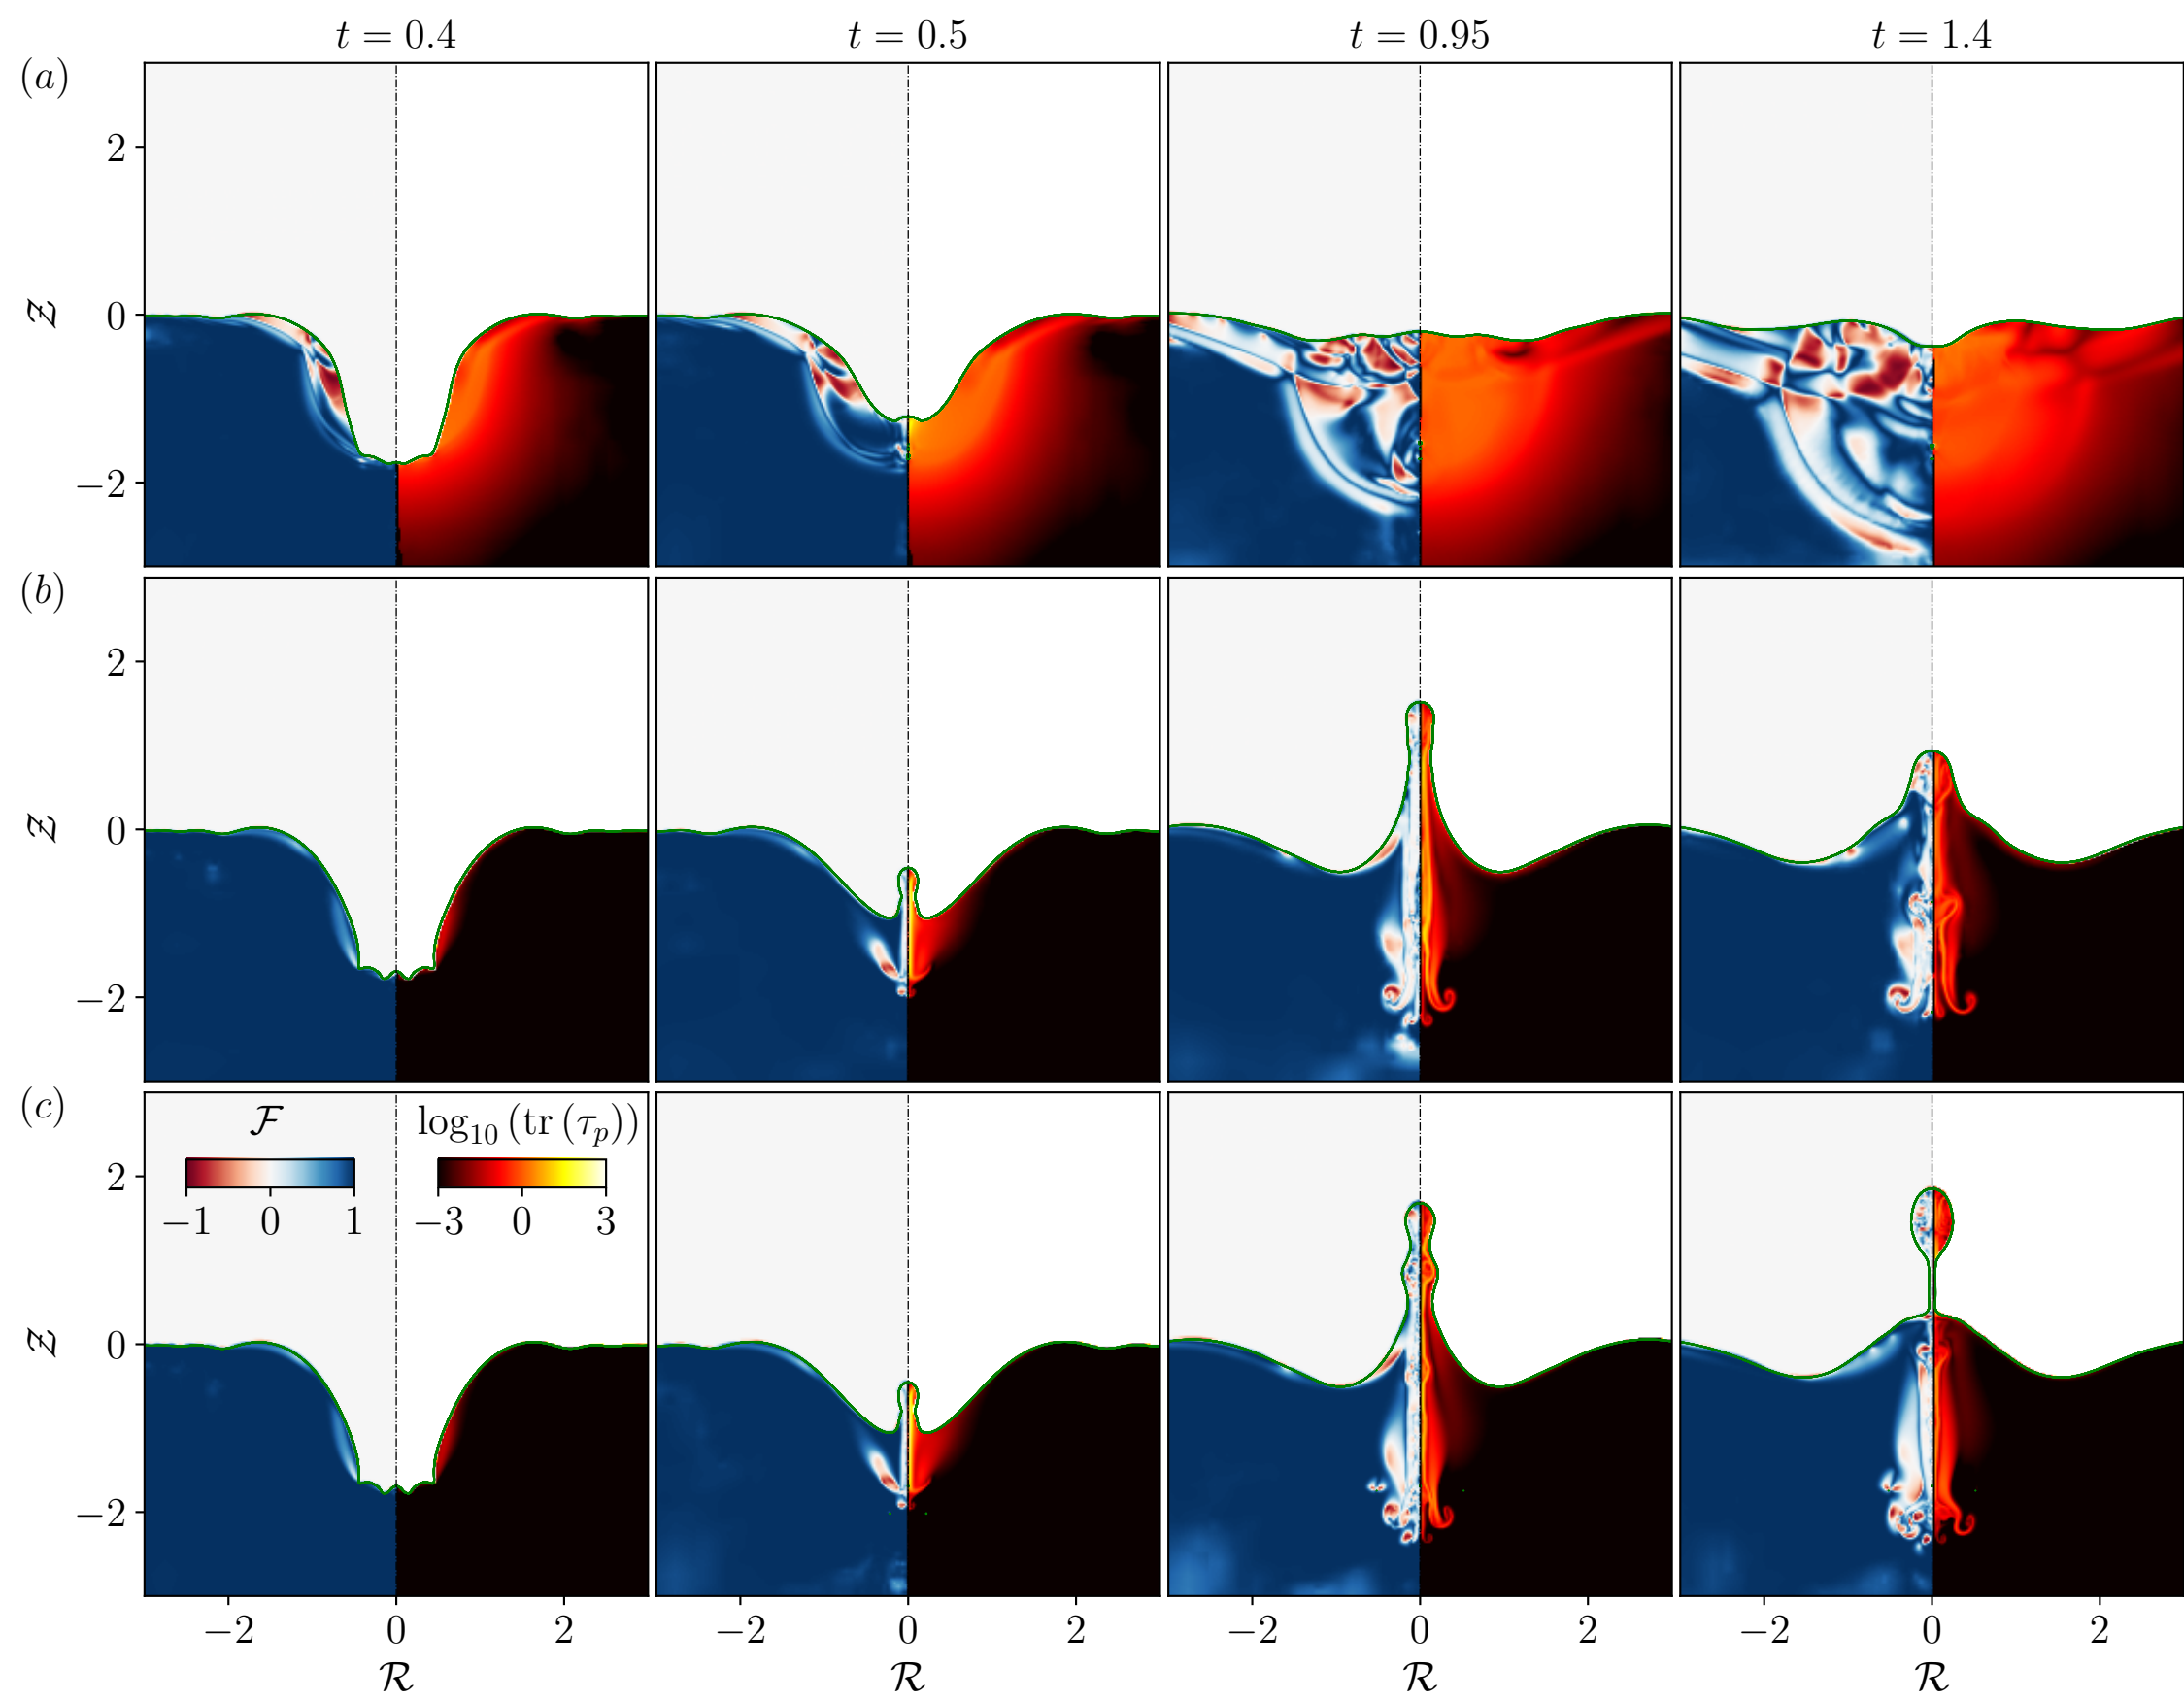 t = 0.4 t = 0.5 t = 0.95 t = 1.4
(a)
2
0
−2
𝒵
(b)
2
0
−2
𝒵
(c)
ℱ log₁₀ (tr (τₚ))
−1 0 1 −3 0 3
2
0
−2
𝒵
−2 0 2 −2 0 2 −2 0 2 −2 0 2
ℛ ℛ ℛ ℛ